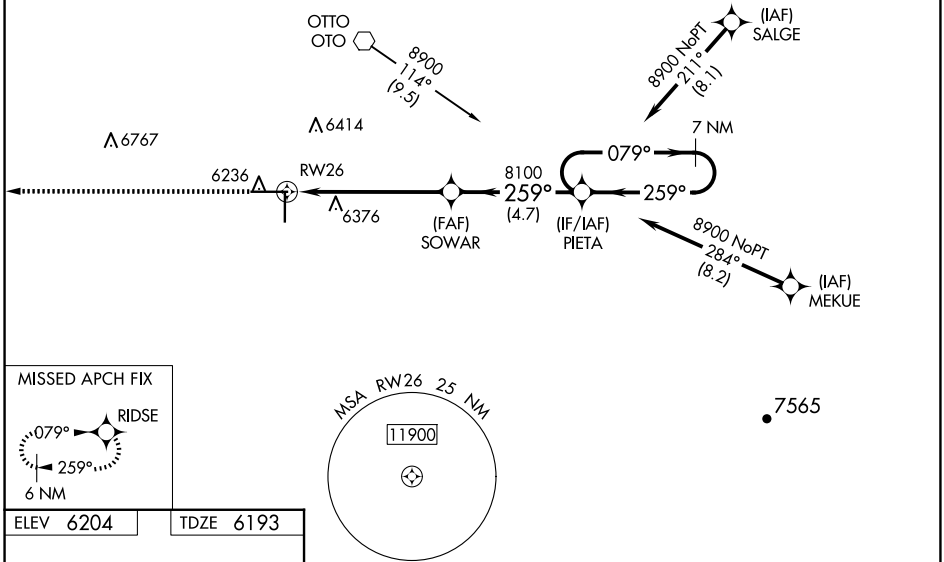 OTTO
OTO
8900
114°
(9.5)
(IAF)
SALGE
8900 NoPT
211°
(8.1)
6767
6414
7 NM
079°
6236
RW26
8100
259°
(4.7)
259°
6376
(FAF)
SOWAR
(IF/IAF)
PIETA
8900 NoPT
284°
(8.2)
(IAF)
MEKUE
MISSED APCH FIX
RIDSE
079°
259°
6 NM
MSA RW26 25 NM
11900
7565
ELEV 6204
TDZE 6193